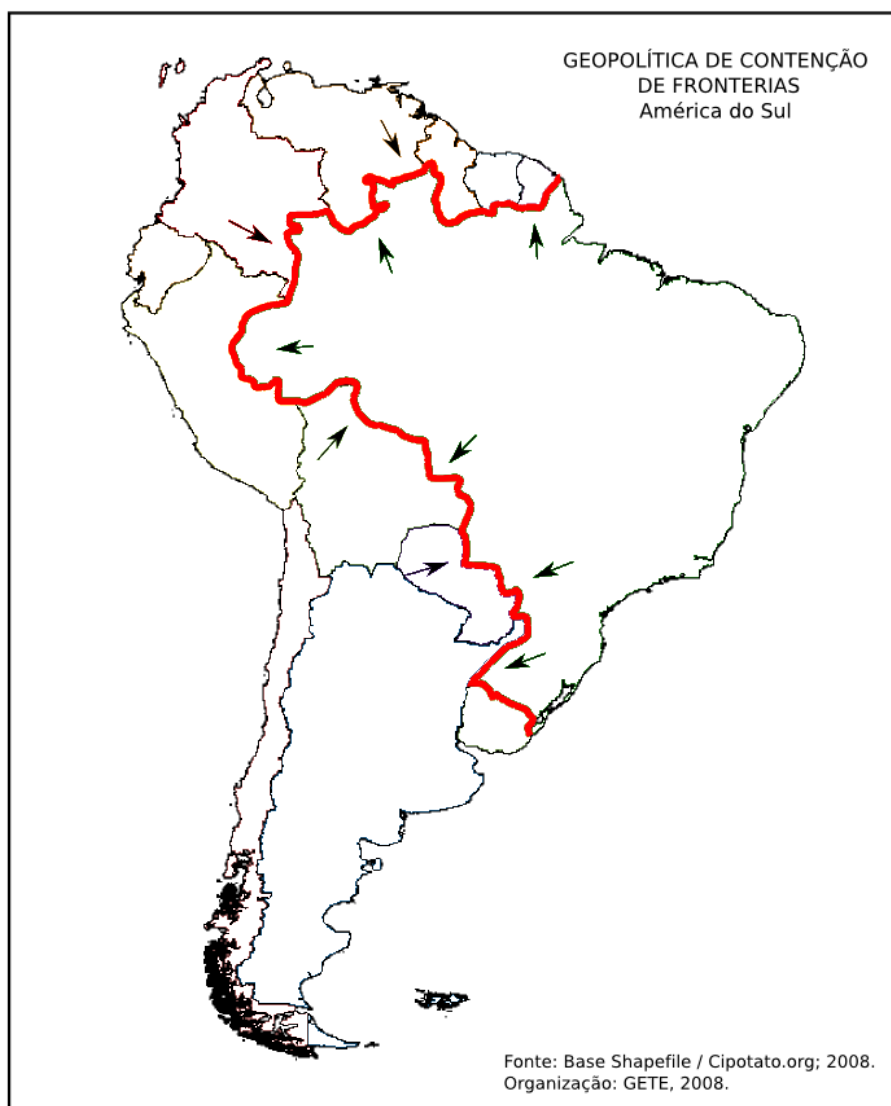 GEOPOLÍTICA DE CONTENÇÃO
DE FRONTERIAS
América do Sul
Fonte: Base Shapefile / Cipotato.org; 2008.
Organização: GETE, 2008.